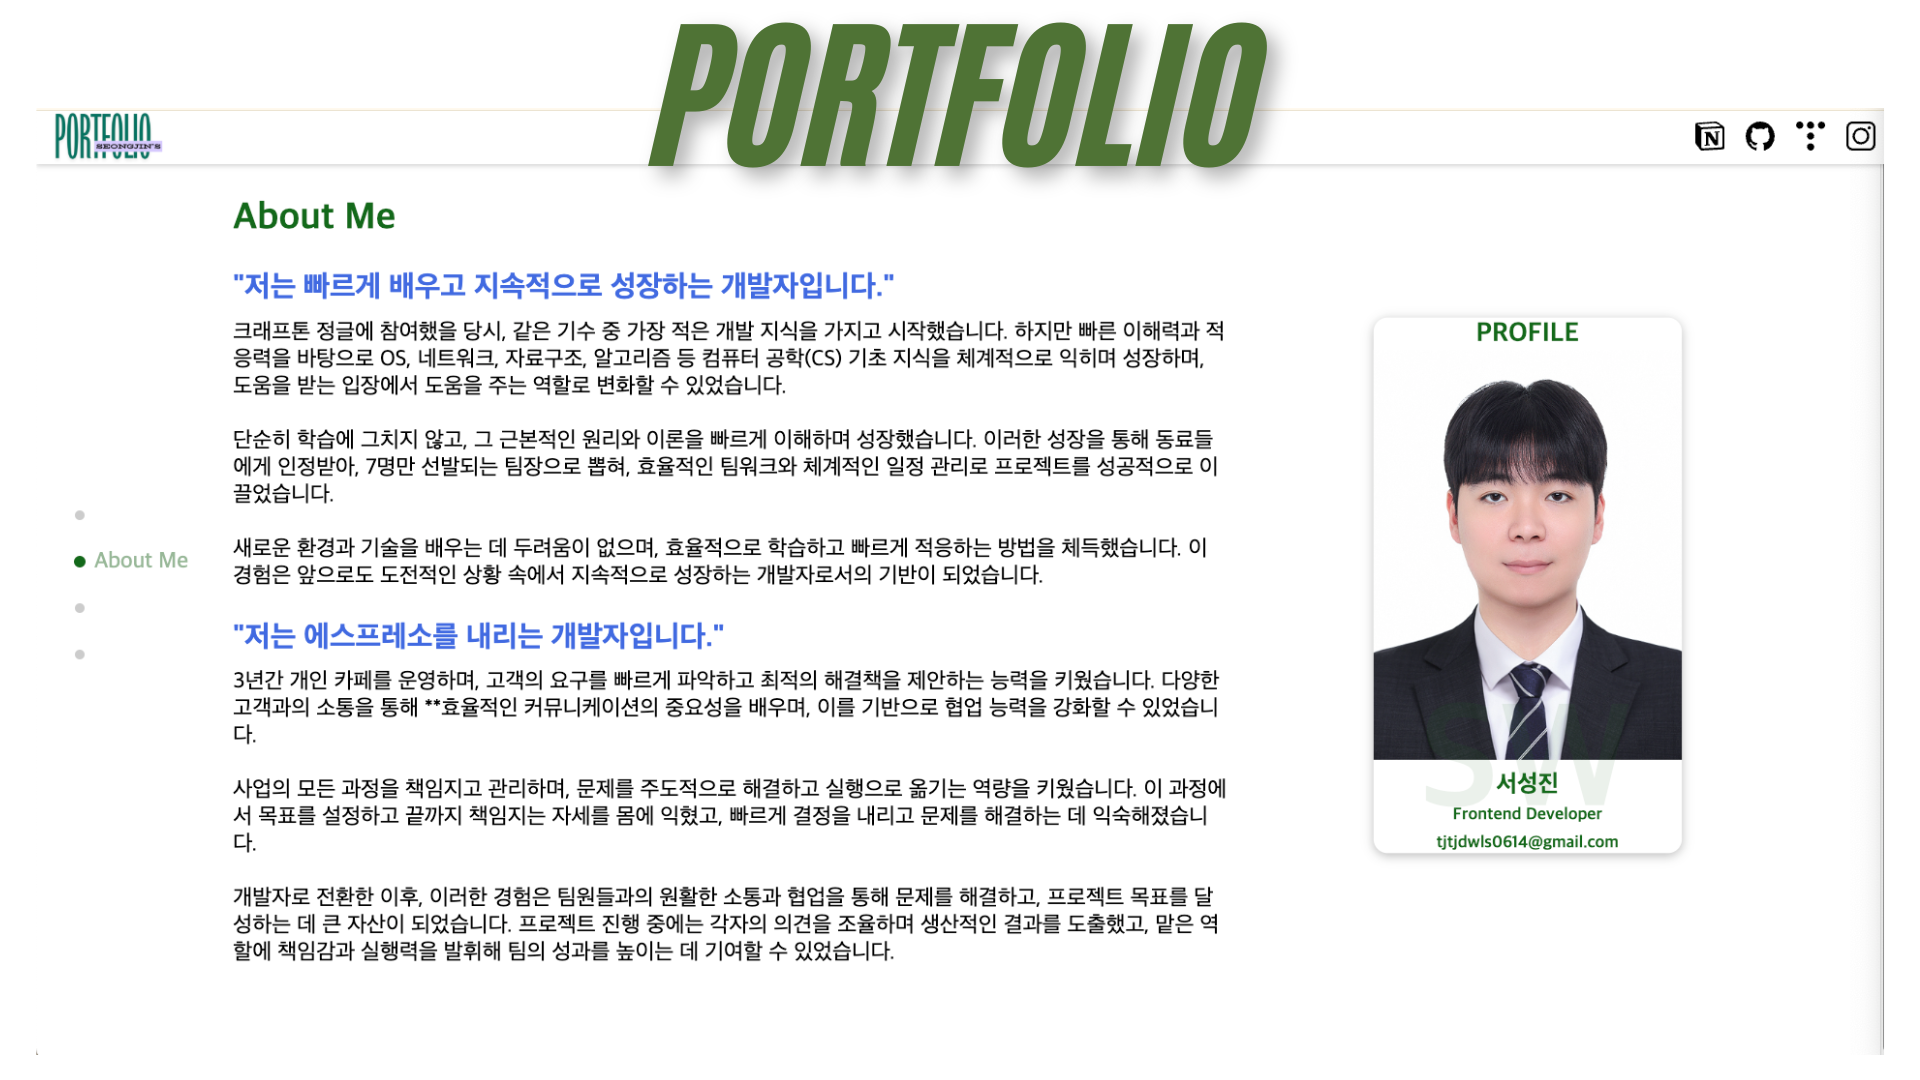 PORTFOLIO
PORTFOLIO
SEONGJIN'S
About Me
"저는 빠르게 배우고 지속적으로 성장하는 개발자입니다."
크래프톤 정글에 참여했을 당시, 같은 기수 중 가장 적은 개발 지식을 가지고 시작했습니다. 하지만 빠른 이해력과 적
응력을 바탕으로 OS, 네트워크, 자료구조, 알고리즘 등 컴퓨터 공학(CS) 기초 지식을 체계적으로 익히며 성장하며,
도움을 받는 입장에서 도움을 주는 역할로 변화할 수 있었습니다.
단순히 학습에 그치지 않고, 그 근본적인 원리와 이론을 빠르게 이해하며 성장했습니다. 이러한 성장을 통해 동료들
에게 인정받아, 7명만 선발되는 팀장으로 뽑혀, 효율적인 팀워크와 체계적인 일정 관리로 프로젝트를 성공적으로 이
끌었습니다.
새로운 환경과 기술을 배우는 데 두려움이 없으며, 효율적으로 학습하고 빠르게 적응하는 방법을 체득했습니다. 이
경험은 앞으로도 도전적인 상황 속에서 지속적으로 성장하는 개발자로서의 기반이 되었습니다.
About Me
"저는 에스프레소를 내리는 개발자입니다."
3년간 개인 카페를 운영하며, 고객의 요구를 빠르게 파악하고 최적의 해결책을 제안하는 능력을 키웠습니다. 다양한
고객과의 소통을 통해 **효율적인 커뮤니케이션의 중요성을 배우며, 이를 기반으로 협업 능력을 강화할 수 있었습니
다.
사업의 모든 과정을 책임지고 관리하며, 문제를 주도적으로 해결하고 실행으로 옮기는 역량을 키웠습니다. 이 과정에
서 목표를 설정하고 끝까지 책임지는 자세를 몸에 익혔고, 빠르게 결정을 내리고 문제를 해결하는 데 익숙해졌습니
다.
개발자로 전환한 이후, 이러한 경험은 팀원들과의 원활한 소통과 협업을 통해 문제를 해결하고, 프로젝트 목표를 달
성하는 데 큰 자산이 되었습니다. 프로젝트 진행 중에는 각자의 의견을 조율하며 생산적인 결과를 도출했고, 맡은 역
할에 책임감과 실행력을 발휘해 팀의 성과를 높이는 데 기여할 수 있었습니다.
PROFILE
SW
서성진
Frontend Developer
tjtjdwls0614@gmail.com